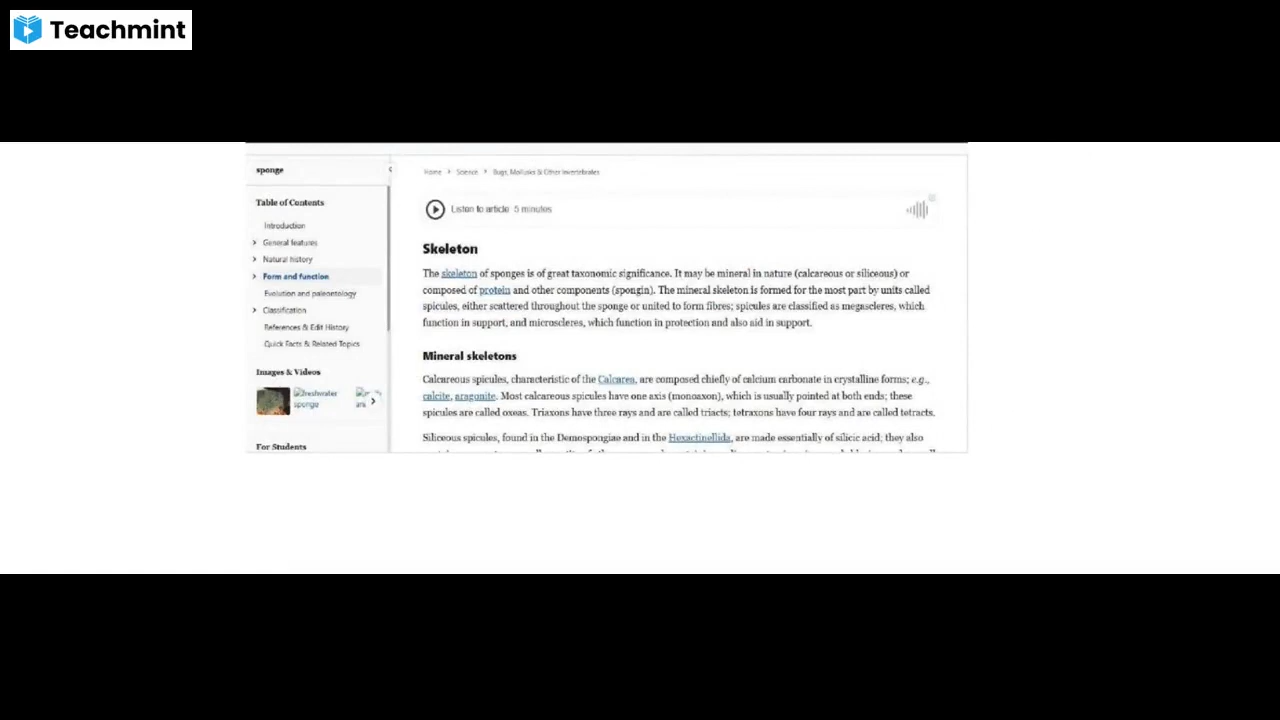 Teachmint
sponge
Table of Contents
Introduction
General features
Natural history
Form and function
Evolution and paleontology
Classification
References & Edit History
Quick Facts & Related Topics
Images & Videos
freshwater
sponge
For Students
Home > Science > Bugs, Mollusks & Other Invertebrates
Listen to article 5 minutes
Skeleton
The skeleton of sponges is of great taxonomic significance. It may be mineral in nature (calcareous or siliceous) or
composed of protein and other components (spongin). The mineral skeleton is formed for the most part by units called
spicules, either scattered throughout the sponge or united to form fibres; spicules are classified as megascleres, which
function in support, and microscleres, which function in protection and also aid in support.
Mineral skeletons
Calcareous spicules, characteristic of the Calcarea, are composed chiefly of calcium carbonate in crystalline forms; e.g.,
calcite, aragonite. Most calcareous spicules have one axis (monoaxon), which is usually pointed at both ends; these
spicules are called oxeas. Triaxons have three rays and are called triacts; tetraxons have four rays and are called tetracts.
Siliceous spicules, found in the Demospongiae and in the Hexactinellida, are made essentially of silicic acid; they also